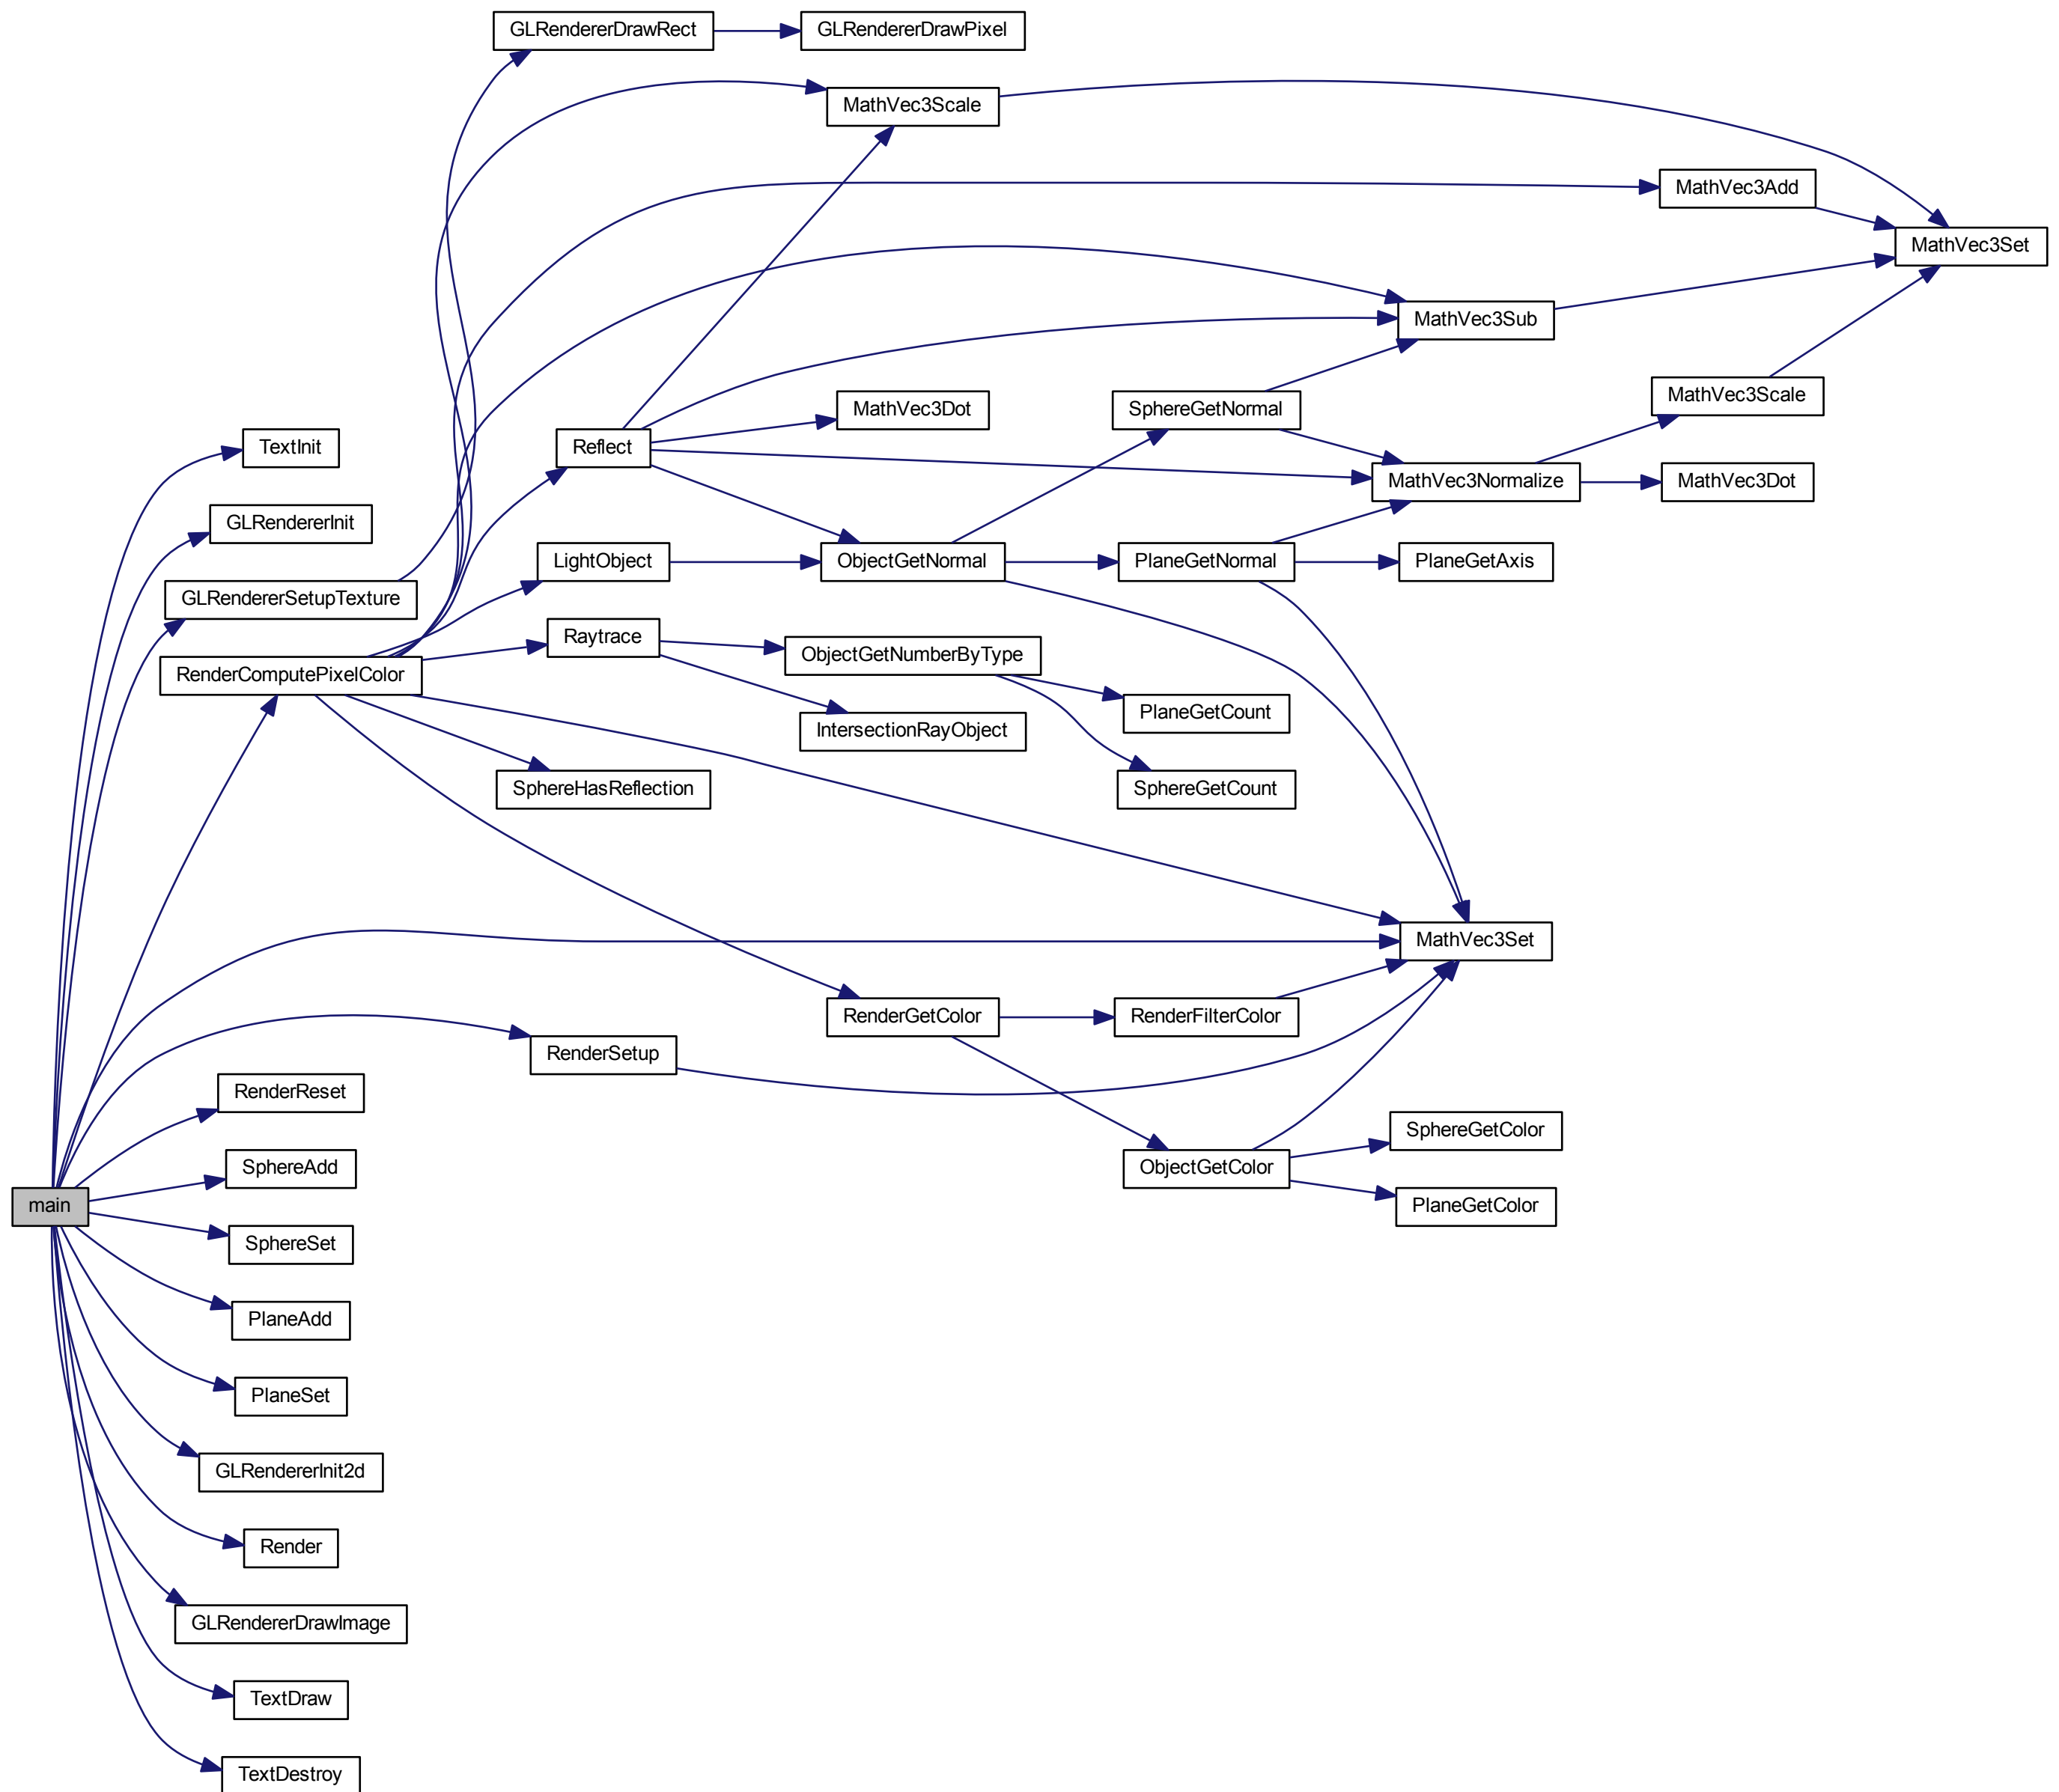 GLRendererDrawRect
GLRendererDrawPixel
MathVec3Scale
MathVec3Add
MathVec3Set
MathVec3Sub
MathVec3Scale
SphereGetNormal
MathVec3Dot
TextInit
Reflect
MathVec3Normalize
MathVec3Dot
GLRendererInit
LightObject
ObjectGetNormal
PlaneGetNormal
PlaneGetAxis
GLRendererSetupTexture
Raytrace
ObjectGetNumberByType
RenderComputePixelColor
PlaneGetCount
IntersectionRayObject
SphereHasReflection
SphereGetCount
MathVec3Set
RenderGetColor
RenderFilterColor
RenderSetup
RenderReset
SphereGetColor
SphereAdd
ObjectGetColor
main
PlaneGetColor
SphereSet
PlaneAdd
PlaneSet
GLRendererInit2d
Render
GLRendererDrawImage
TextDraw
TextDestroy